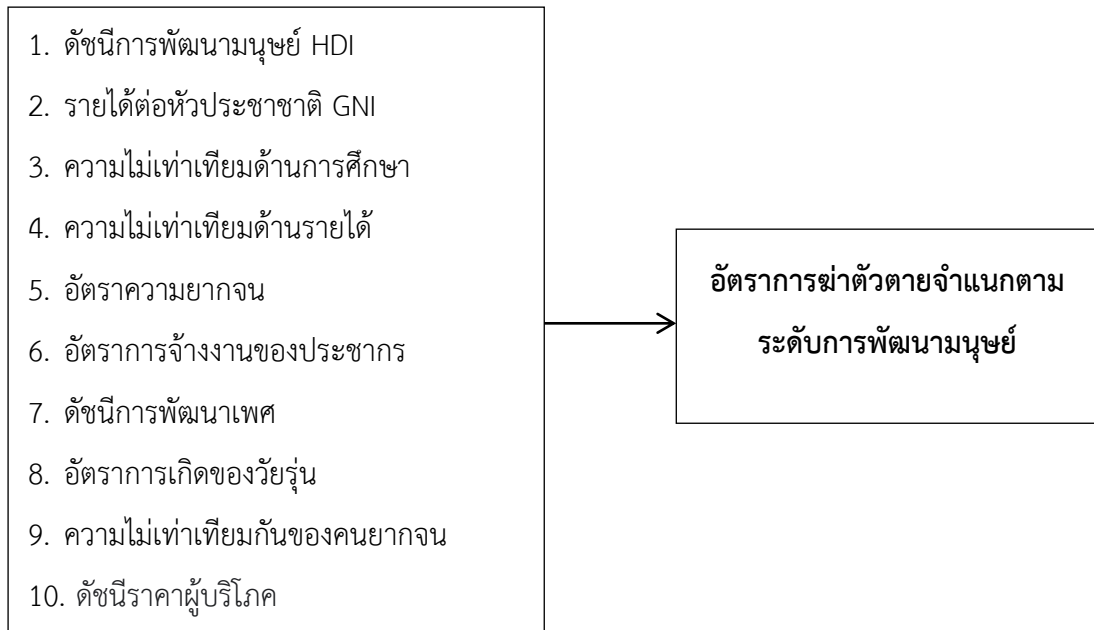 1. ดัชนีการพัฒนามนุษย์ HDI
2. รายได้ต่อหัวประชาชาติ GNI
3. ความไม่เท่าเทียมด้านการศึกษา
4. ความไม่เท่าเทียมด้านรายได้
5. อัตราความยากจน
6. อัตราการจ้างงานของประชากร
7. ดัชนีการพัฒนาเพศ
8. อัตราการเกิดของวัยรุ่น
9. ความไม่เท่าเทียมกันของคนยากจน
10. ดัชนีราคาผู้บริโภค
อัตราการฆ่าตัวตายจำแนกตาม
ระดับการพัฒนามนุษย์